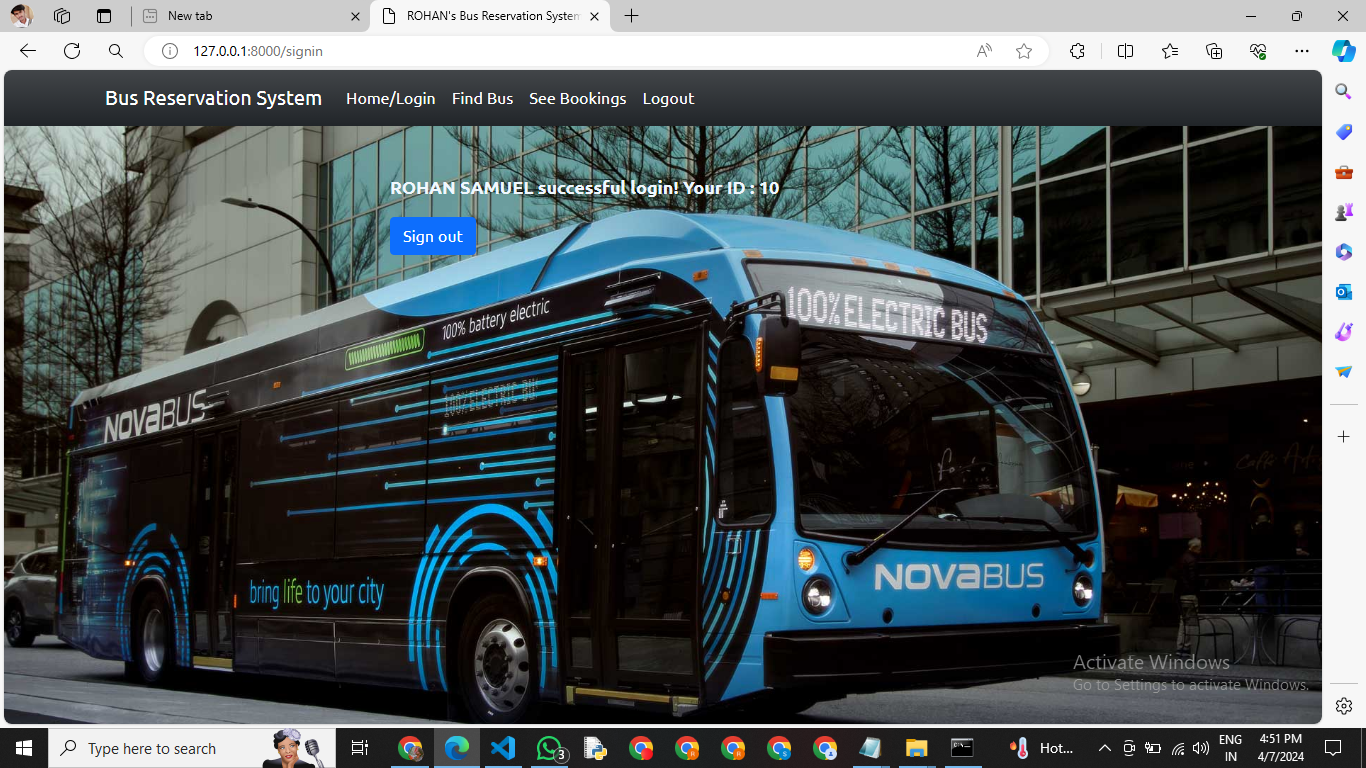 New tab
ROHAN's Bus Reservation System
127.0.0.1:8000/signin
Bus Reservation System Home/Login Find Bus See Bookings Logout
ROHAN SAMUEL successful login! Your ID : 10
Sign out
100% battery electric
100% ELECTRIC BUS
NOVABUS
NOVABUS
bring life to your city
Activate Windows
Go to Settings to activate Windows.
Type here to search
3
Hot...
ENG
IN
4:51 PM
4/7/2024